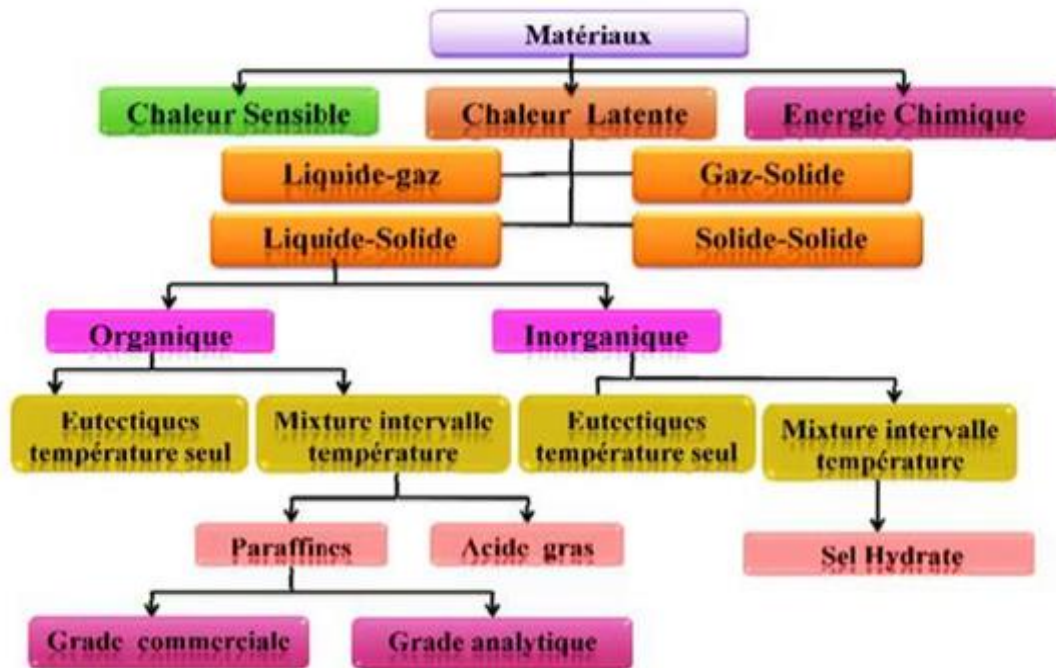 Matériaux
Chaleur Sensible
Chaleur Latente
Energie Chimique
Liquide-gaz
Gaz-Solide
Liquide-Solide
Solide-Solide
Organique
Inorganique
Eutectiques
température seul
Mixture intervalle
température
Eutectiques
température seul
Mixture intervalle
température
Paraffines
Acide gras
Sel Hydrate
Grade commerciale
Grade analytique